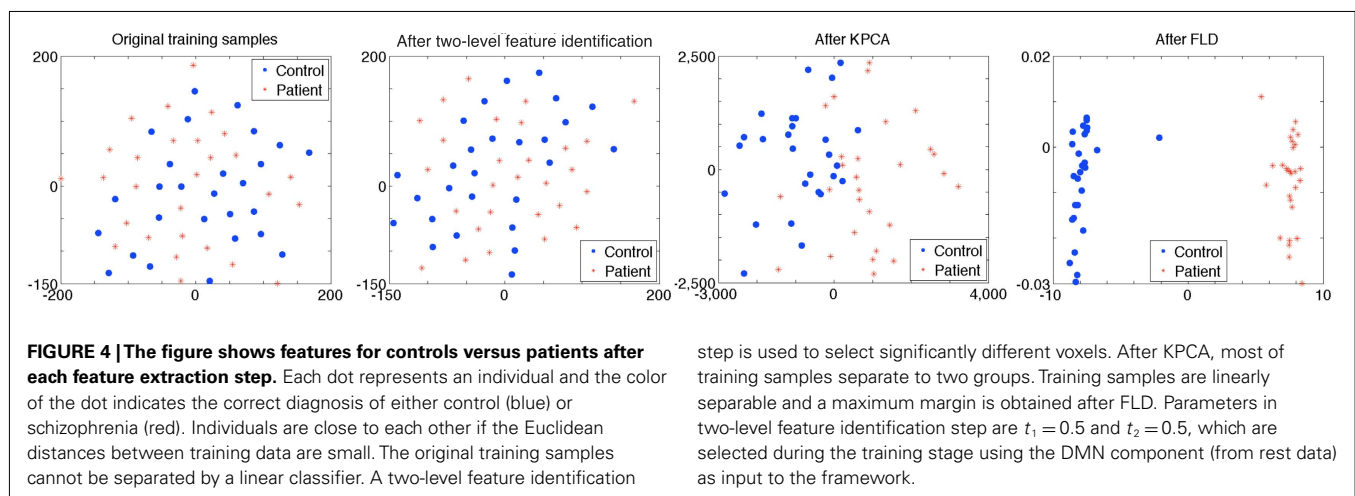 Original training samples
200
0
-150
-200
0
200
Control
Patient
After two-level feature identification
200
0
-150
-150
0
200
Control
Patient
After KPCA
2,500
0
-2,500
-3,000
0
4,000
Control
Patient
After FLD
0.02
0
-0.03
-10
0
10
Control
Patient
FIGURE 4 | The figure shows features for controls versus patients after
each feature extraction step. Each dot represents an individual and the color
of the dot indicates the correct diagnosis of either control (blue) or
schizophrenia (red). Individuals are close to each other if the Euclidean
distances between training data are small. The original training samples
cannot be separated by a linear classifier. A two-level feature identification
step is used to select significantly different voxels. After KPCA, most of
training samples separate to two groups. Training samples are linearly
separable and a maximum margin is obtained after FLD. Parameters in
two-level feature identification step are t₁ = 0.5 and t₂ = 0.5, which are
selected during the training stage using the DMN component (from rest data)
as input to the framework.